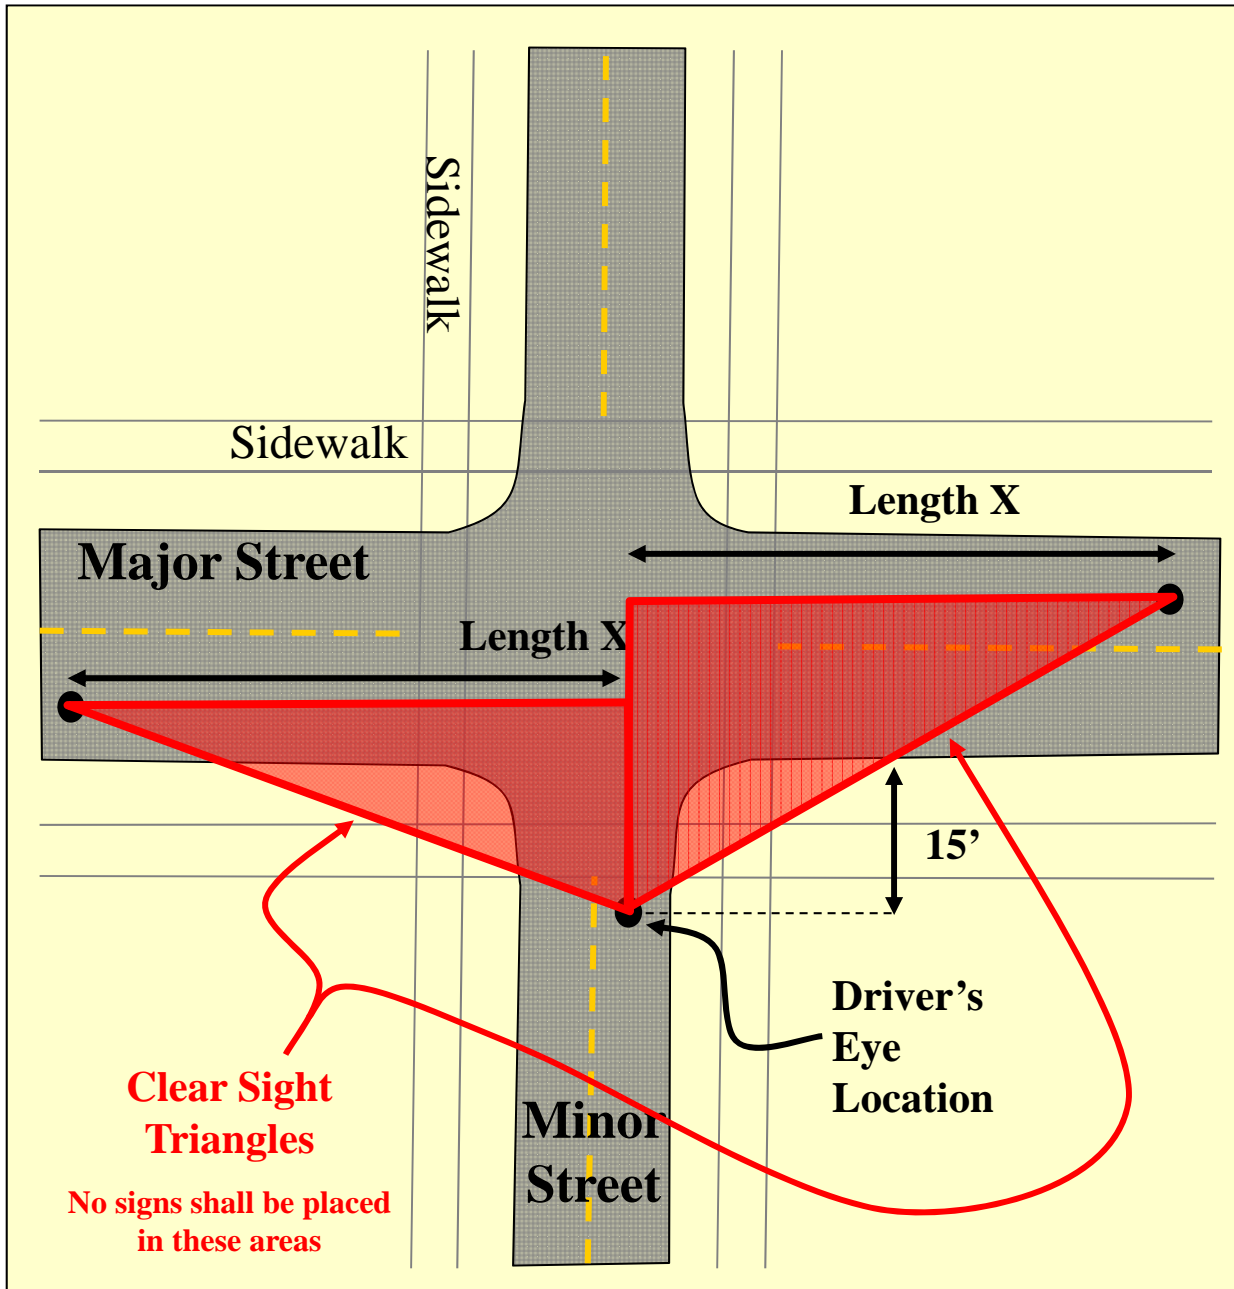 Sidewalk
Sidewalk
Length X
Major Street
Length X
15’
Driver’s
Eye
Location
Clear Sight
Triangles
Minor
Street
No signs shall be placed
in these areas